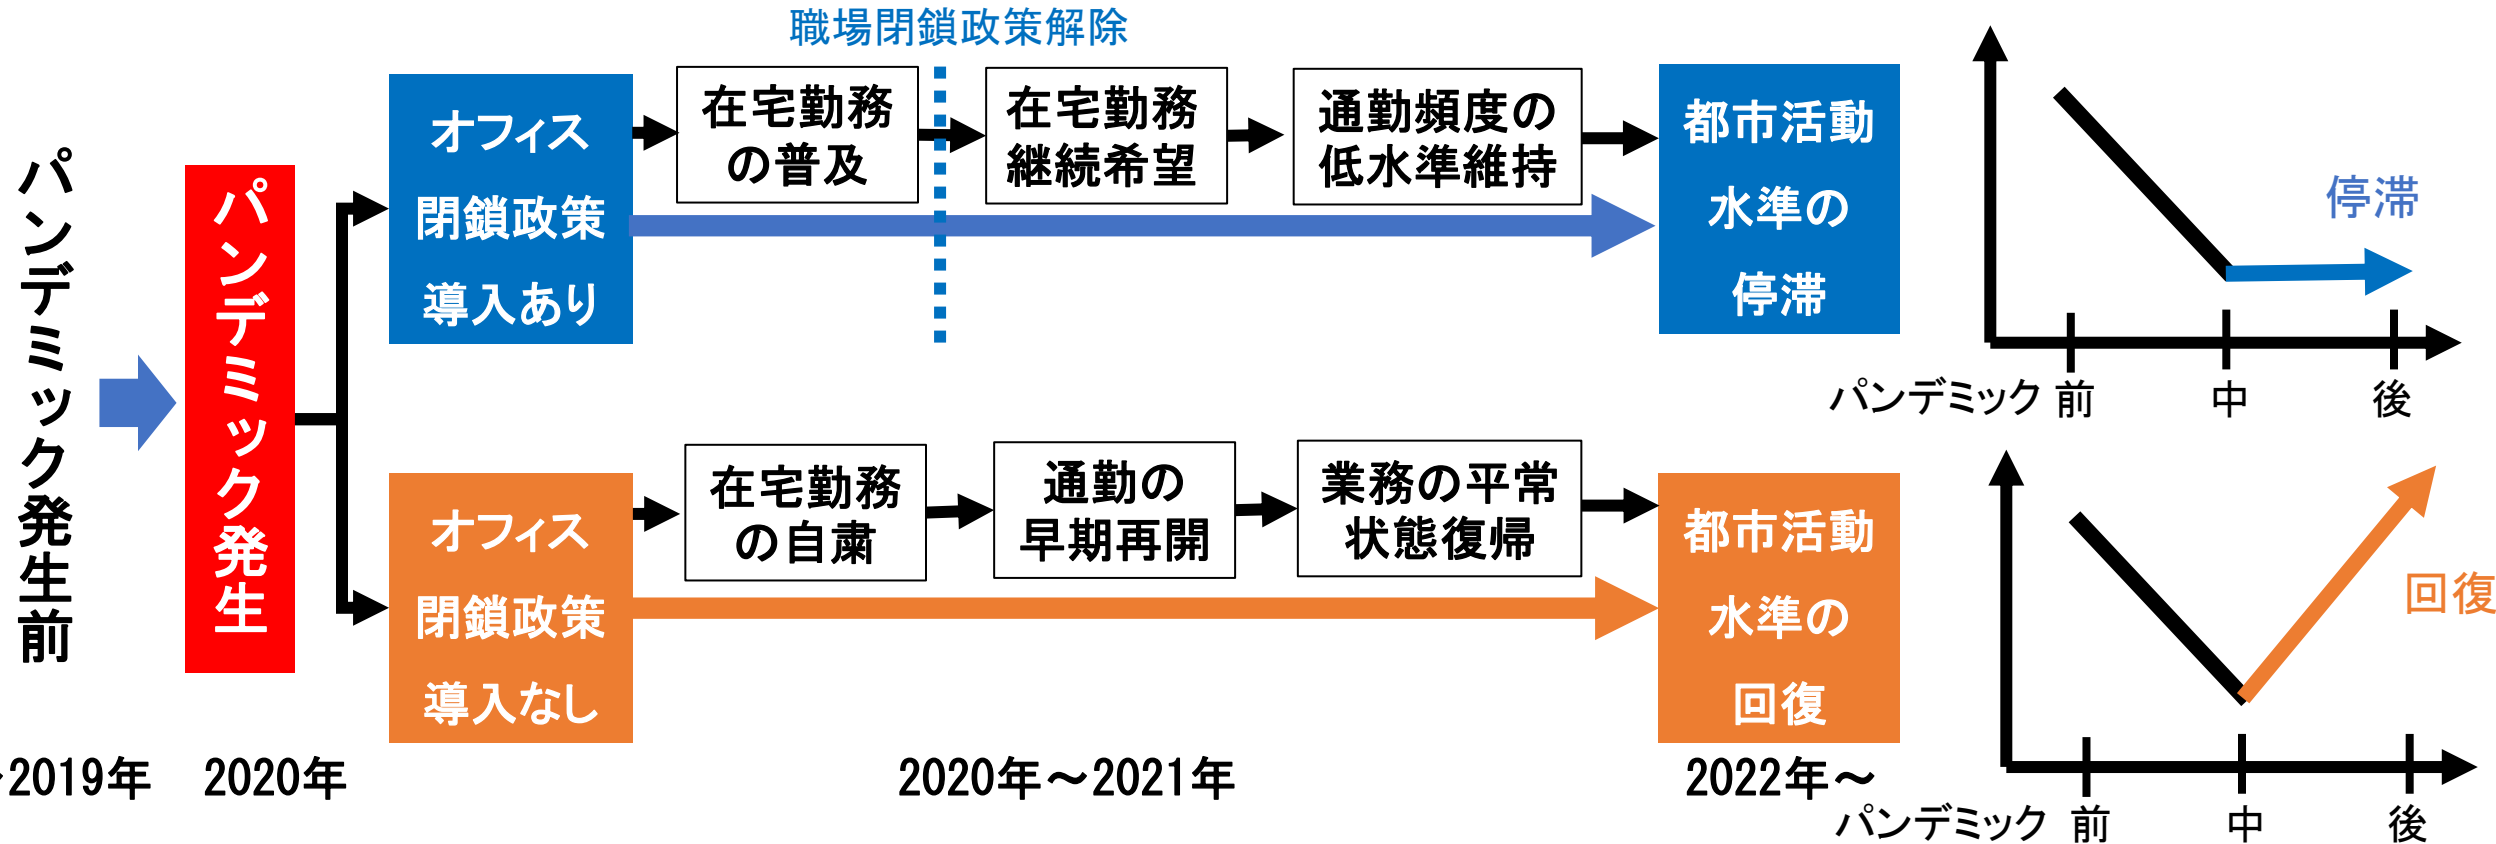 職場閉鎖政策解除
パンデミック発生前
パンデミック発生
オフィス
閉鎖政策
導入あり
在宅勤務
の普及
在宅勤務
継続希望
通勤頻度の
低水準維持
都市活動
水準の
停滞
停滞
パンデミック前
中
後
オフィス
閉鎖政策
導入なし
在宅勤務
の自粛
通勤の
早期再開
業務の平常
状態復帰
都市活動
水準の
回復
回復
パンデミック 前
中
後
~2019年
2020年
2020年~2021年
2022年~